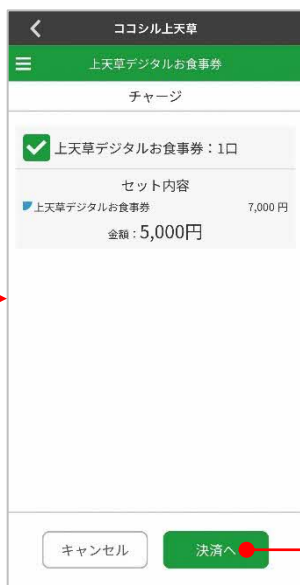 ココシル上天草
上天草デジタルお食事券
チャージ
上天草デジタルお食事券：1口
セット内容
上天草デジタルお食事券 7,000 円
金額：5,000円
キャンセル 決済へ